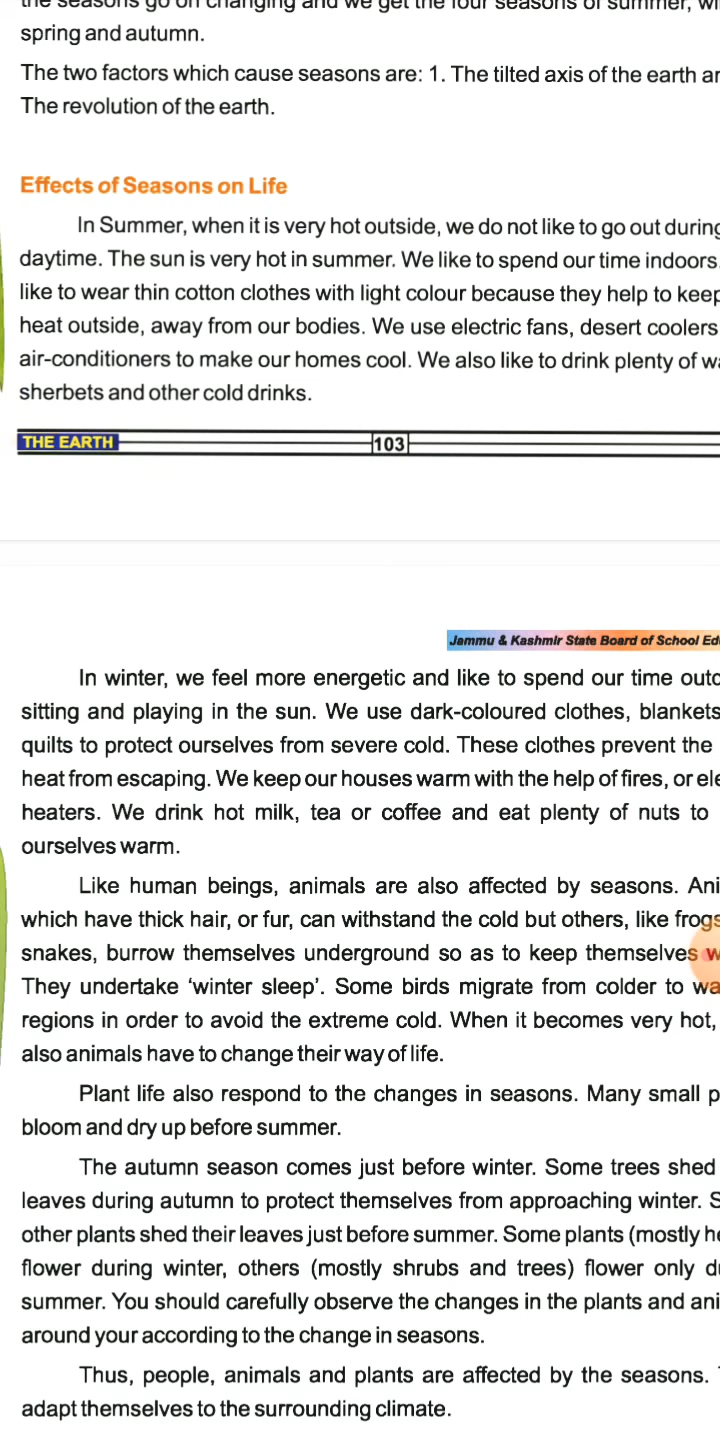 the seasons go on changing and we get the four seasons of summer,
spring and autumn.
The two factors which cause seasons are: 1. The tilted axis of the earth
The revolution of the earth.
Effects of Seasons on Life
In Summer, when it is very hot outside, we do not like to go out during
daytime. The sun is very hot in summer. We like to spend our time indoors.
like to wear thin cotton clothes with light colour because they help to keep
heat outside, away from our bodies. We use electric fans, desert coolers
air-conditioners to make our homes cool. We also like to drink plenty of
sherbets and other cold drinks.
THE EARTH 103
Jammu & Kashmir State Board of School
In winter, we feel more energetic and like to spend our time
sitting and playing in the sun. We use dark-coloured clothes, blankets
quilts to protect ourselves from severe cold. These clothes prevent the
heat from escaping. We keep our houses warm with the help of fires, or
heaters. We drink hot milk, tea or coffee and eat plenty of nuts to
ourselves warm.
Like human beings, animals are also affected by seasons.
which have thick hair, or fur, can withstand the cold but others, like frogs
snakes, burrow themselves underground so as to keep themselves
They undertake ‘winter sleep’. Some birds migrate from colder to
regions in order to avoid the extreme cold. When it becomes very hot,
also animals have to change their way of life.
Plant life also respond to the changes in seasons. Many small
bloom and dry up before summer.
The autumn season comes just before winter. Some trees shed
leaves during autumn to protect themselves from approaching winter.
other plants shed their leaves just before summer. Some plants (mostly
flower during winter, others (mostly shrubs and trees) flower only
summer. You should carefully observe the changes in the plants and
around your according to the change in seasons.
Thus, people, animals and plants are affected by the seasons.
adapt themselves to the surrounding climate.